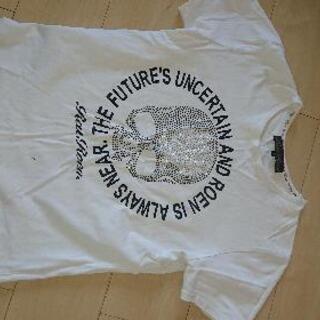 THE FUTURE'S UNCERTAIN AND ROEN IS ALWAYS NEAR.